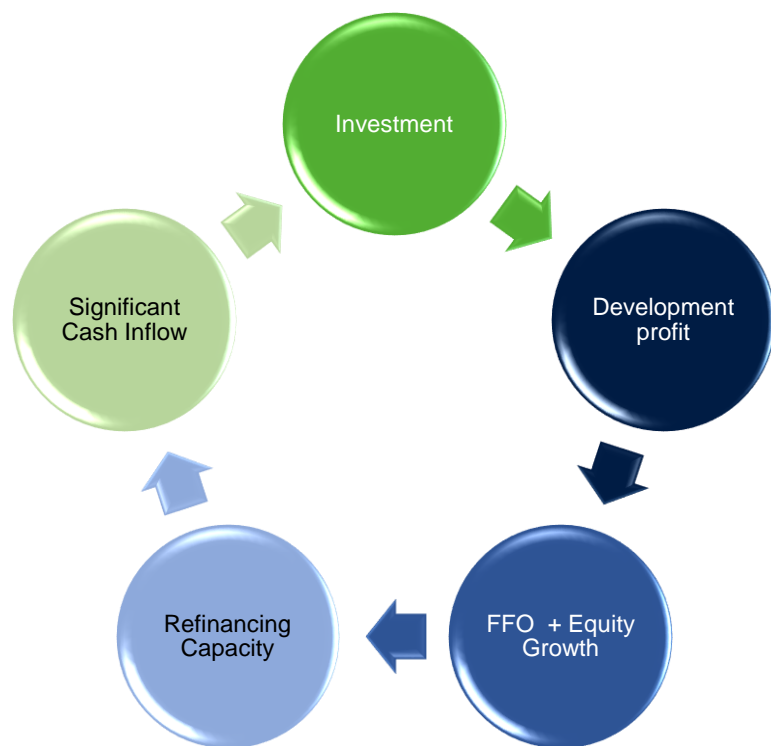 Investment
Development
profit
FFO  + Equity
Growth
Refinancing
Capacity
Significant
Cash Inflow